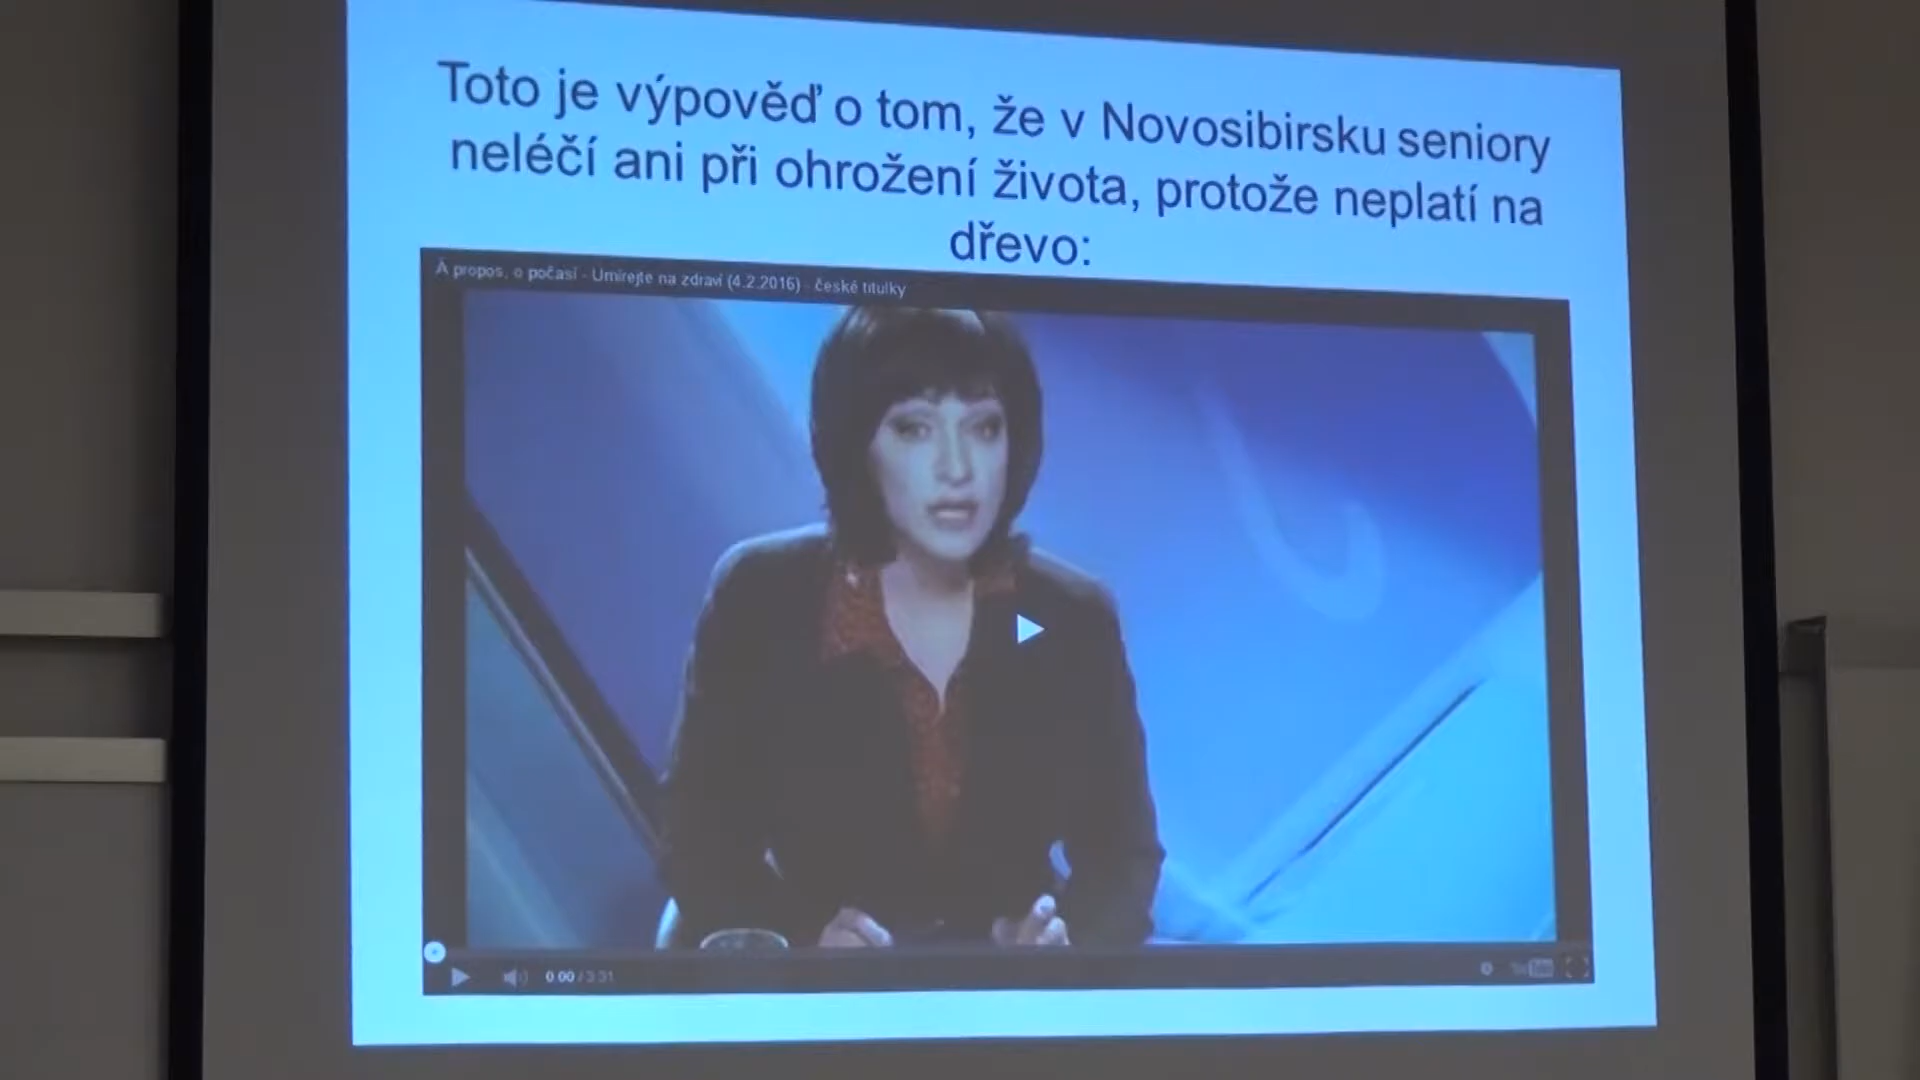 Toto je výpověď o tom, že v Novosibirsku seniory
neléčí ani při ohrožení života, protože neplatí na
dřevo:
À propos, o počasí - Umírejte na zdraví (4.2.2016) - české titulky
0:00 / 3:31